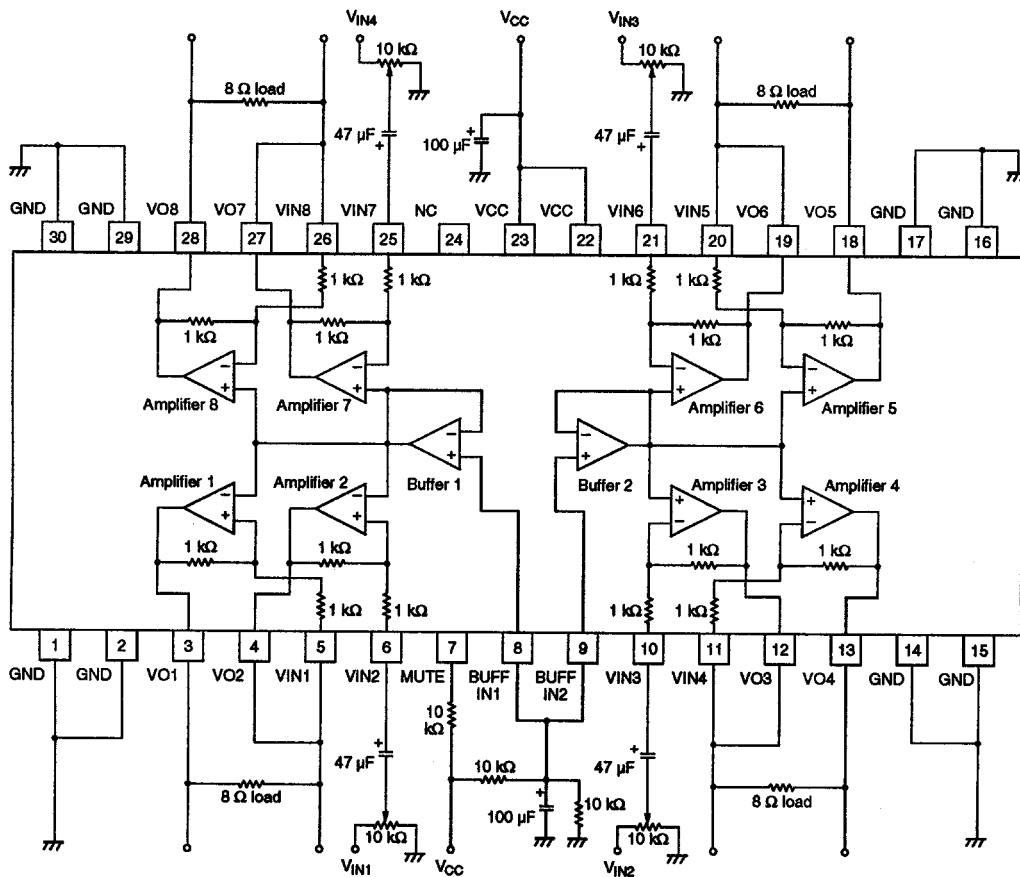 VIN4 VCC VIN3
10 kΩ 10 kΩ
8 Ω load 8 Ω load
47 µF + 100 µF + 47 µF +
GND GND VO8 VO7 VIN8 VIN7 NC VCC VCC VIN6 VIN5 VO6 VO5 GND GND
30 29 28 27 26 25 24 23 22 21 20 19 18 17 16
1 kΩ 1 kΩ 1 kΩ 1 kΩ
1 kΩ 1 kΩ 1 kΩ 1 kΩ
− − − −
+ + + +
Amplifier 8 Amplifier 7 Amplifier 6 Amplifier 5
− −
+ +
Amplifier 1 Amplifier 2 Buffer 1 Buffer 2 Amplifier 3 Amplifier 4
− − + +
+ + − −
1 kΩ 1 kΩ 1 kΩ 1 kΩ
1 kΩ 1 kΩ 1 kΩ 1 kΩ
1 2 3 4 5 6 7 8 9 10 11 12 13 14 15
GND GND VO1 VO2 VIN1 VIN2 MUTE BUFF IN1 BUFF IN2 VIN3 VIN4 VO3 VO4 GND GND
10 kΩ
+ 47 µF 10 kΩ 47 µF +
8 Ω load + 100 µF 10 kΩ 8 Ω load
10 kΩ 10 kΩ
VIN1 VCC VIN2